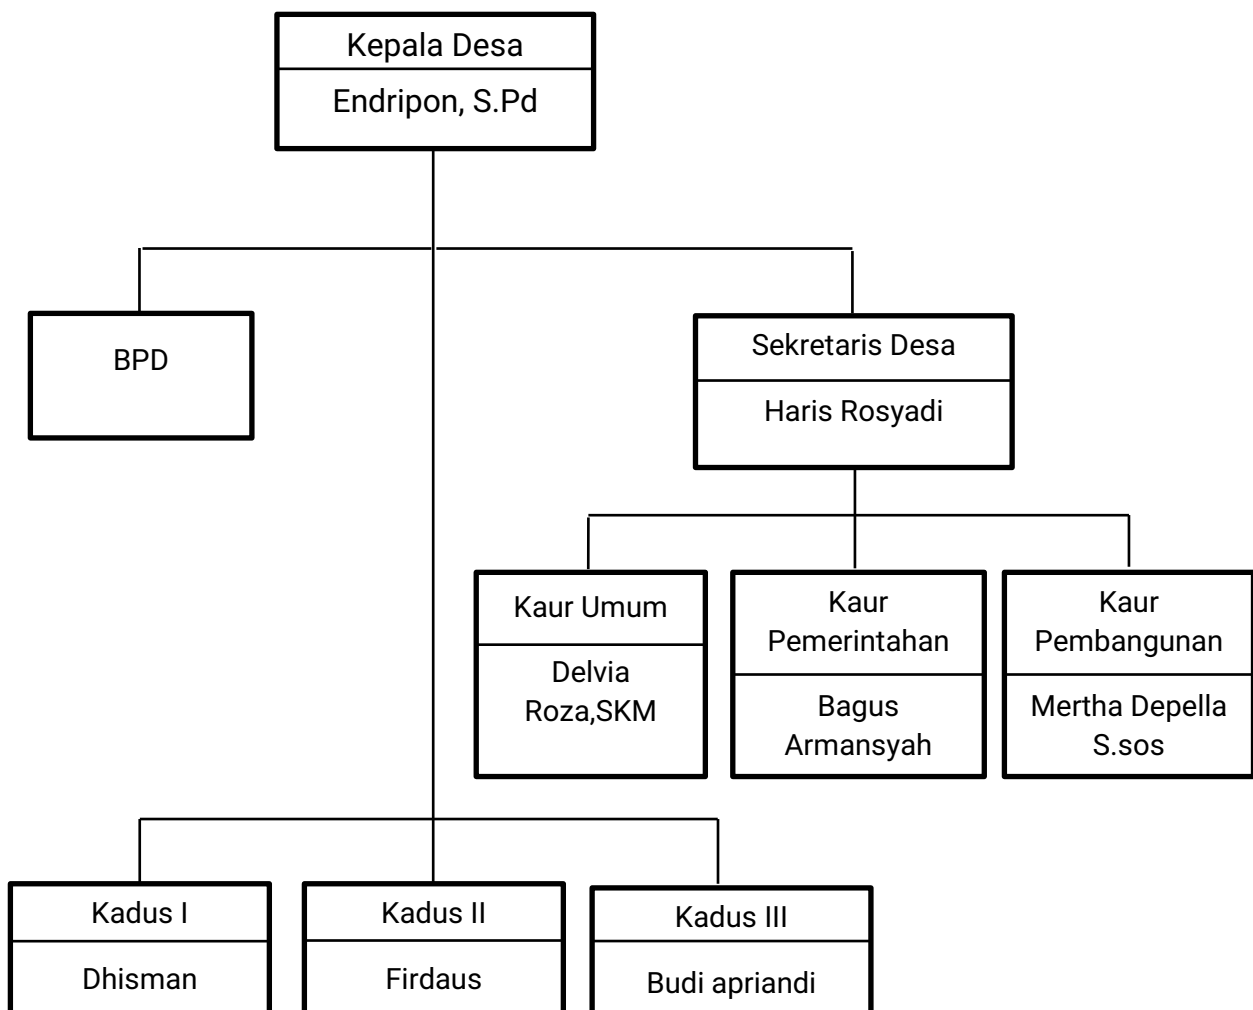 Kepala Desa
Endripon, S.Pd
BPD
Sekretaris Desa
Haris Rosyadi
Kaur Umum
Delvia
Roza,SKM
Kaur
Pemerintahan
Bagus
Armansyah
Kaur
Pembangunan
Mertha Depella
S.sos
Kadus I
Dhisman
Kadus II
Firdaus
Kadus III
Budi apriandi